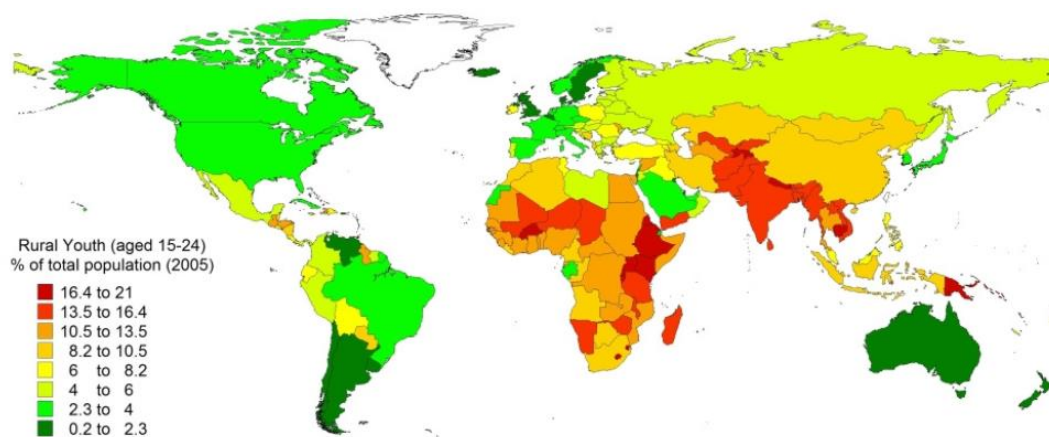 Rural Youth (aged 15-24)
% of total population (2005)
16.4 to 21
13.5 to 16.4
10.5 to 13.5
8.2 to 10.5
6 to 8.2
4 to 6
2.3 to 4
0.2 to 2.3